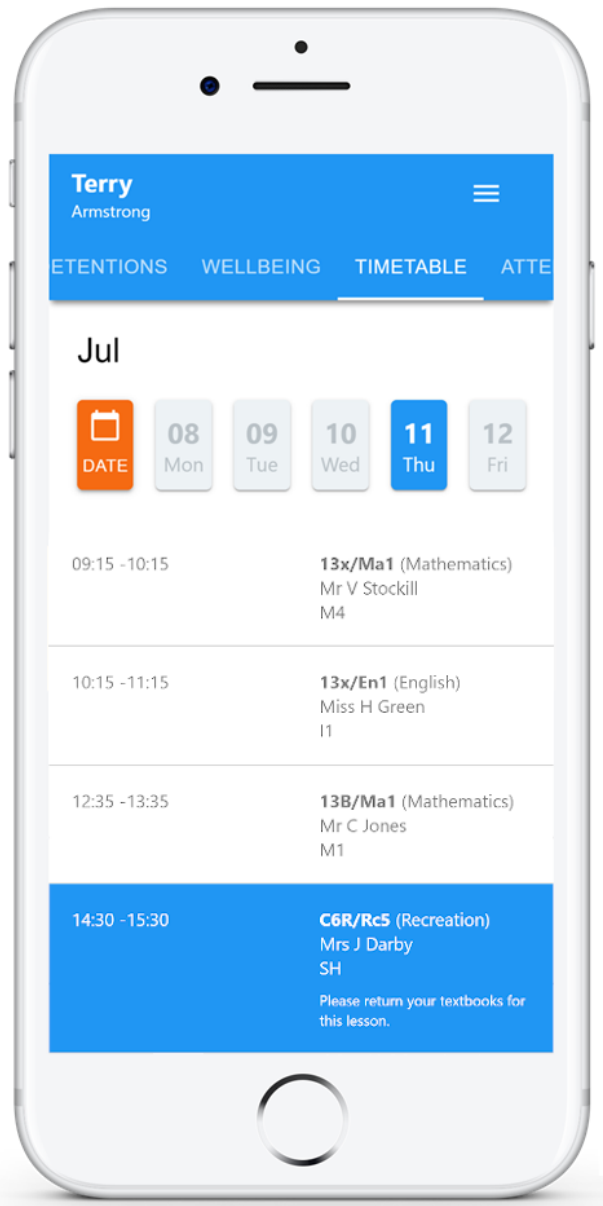 Terry
Armstrong
ETENTIONS WELLBEING TIMETABLE ATTE
Jul
DATE
08 Mon
09 Tue
10 Wed
11 Thu
12 Fri
09:15 -10:15
13x/Ma1 (Mathematics)
Mr V Stockill
M4
10:15 -11:15
13x/En1 (English)
Miss H Green
I1
12:35 -13:35
13B/Ma1 (Mathematics)
Mr C Jones
M1
14:30 -15:30
C6R/Rc5 (Recreation)
Mrs J Darby
SH
Please return your textbooks for
this lesson.